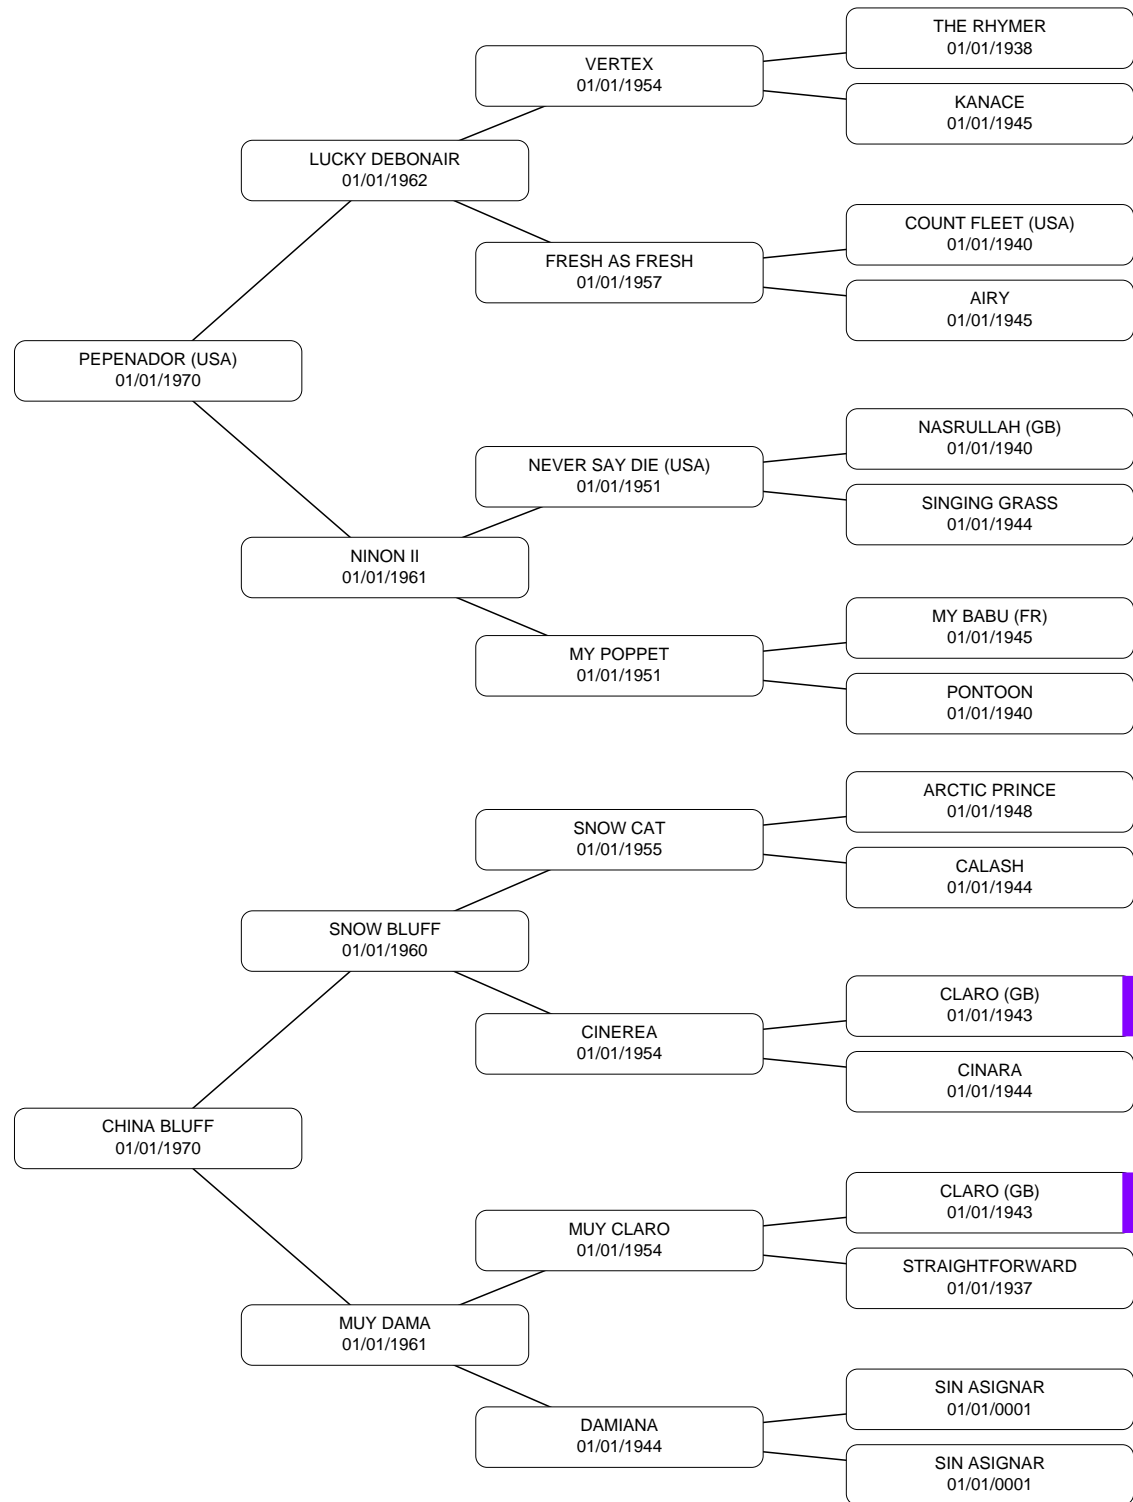 THE RHYMER
01/01/1938
VERTEX
01/01/1954
KANACE
01/01/1945
LUCKY DEBONAIR
01/01/1962
COUNT FLEET (USA)
01/01/1940
FRESH AS FRESH
01/01/1957
AIRY
01/01/1945
PEPENADOR (USA)
01/01/1970
NASRULLAH (GB)
01/01/1940
NEVER SAY DIE (USA)
01/01/1951
SINGING GRASS
01/01/1944
NINON II
01/01/1961
MY BABU (FR)
01/01/1945
MY POPPET
01/01/1951
PONTOON
01/01/1940
ARCTIC PRINCE
01/01/1948
SNOW CAT
01/01/1955
CALASH
01/01/1944
SNOW BLUFF
01/01/1960
CLARO (GB)
01/01/1943
CINEREA
01/01/1954
CINARA
01/01/1944
CHINA BLUFF
01/01/1970
CLARO (GB)
01/01/1943
MUY CLARO
01/01/1954
STRAIGHTFORWARD
01/01/1937
MUY DAMA
01/01/1961
SIN ASIGNAR
01/01/0001
DAMIANA
01/01/1944
SIN ASIGNAR
01/01/0001